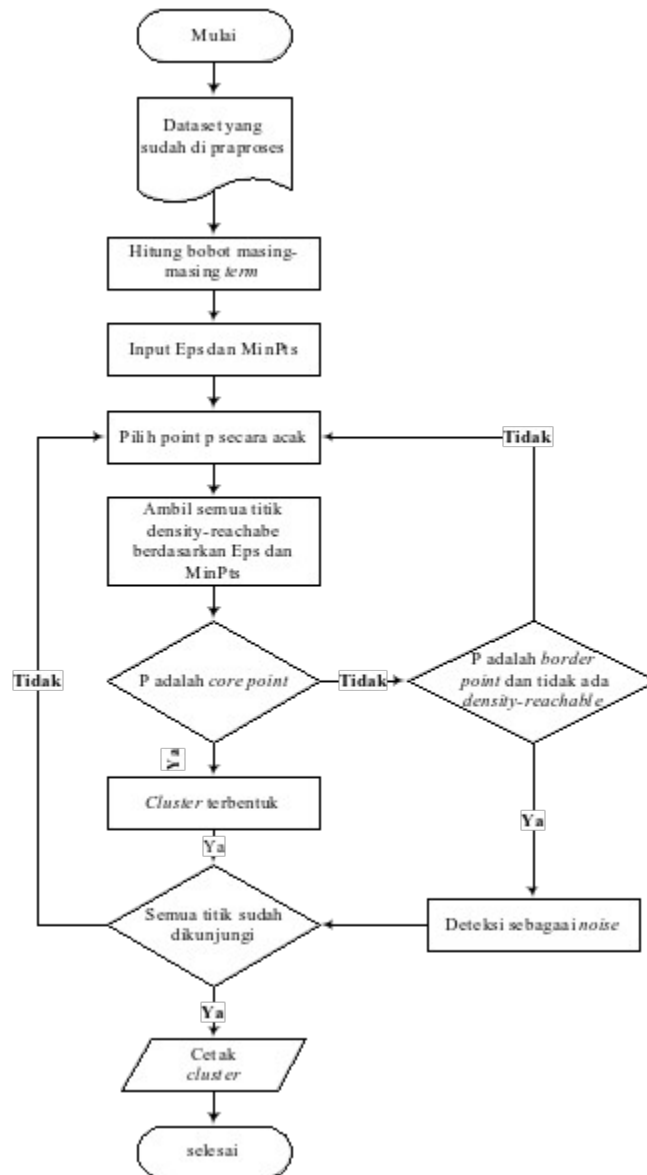 Mulai
Dataset yang
sudah di praproses
Hitung bobot masing-
masing term
Input Eps dan MinPts
Pilih point p secara acak
Tidak
Ambil semua titik
density-reachabe
berdasarkan Eps dan
MinPts
P adalah core point
Tidak
P adalah border
point dan tidak ada
density-reachable
Tidak
Ya
Cluster terbentuk
Ya
Ya
Semua titik sudah
dikunjungi
Deteksi sebagaai noise
Ya
Cetak
cluster
selesai